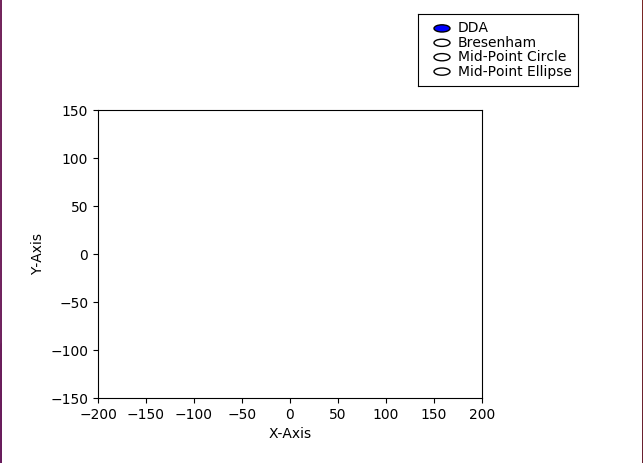 DDA
Bresenham
Mid-Point Circle
Mid-Point Ellipse
150
100
50
0
−50
−100
−150
Y-Axis
−200 −150 −100 −50 0 50 100 150 200
X-Axis